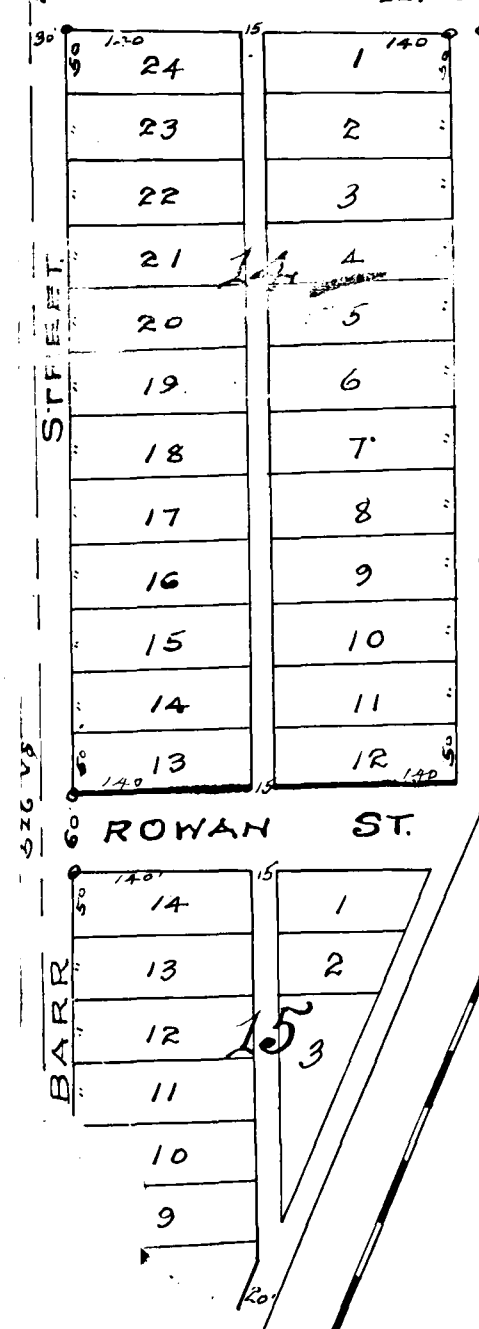 30 120 15 140
50 24 1 50
" 23 2 "
" 22 3 "
" 21 14 4 "
" 20 5 "
" 19 6 "
" 18 7 "
" 17 8 "
" 16 9 "
" 15 10 "
" 14 11 "
50 13 12 50
140 15 140
STREET
60 ROWAN ST.
140 15
50 14 1
" 13 2
" 12 15 3
" 11
10
9
20
BARR